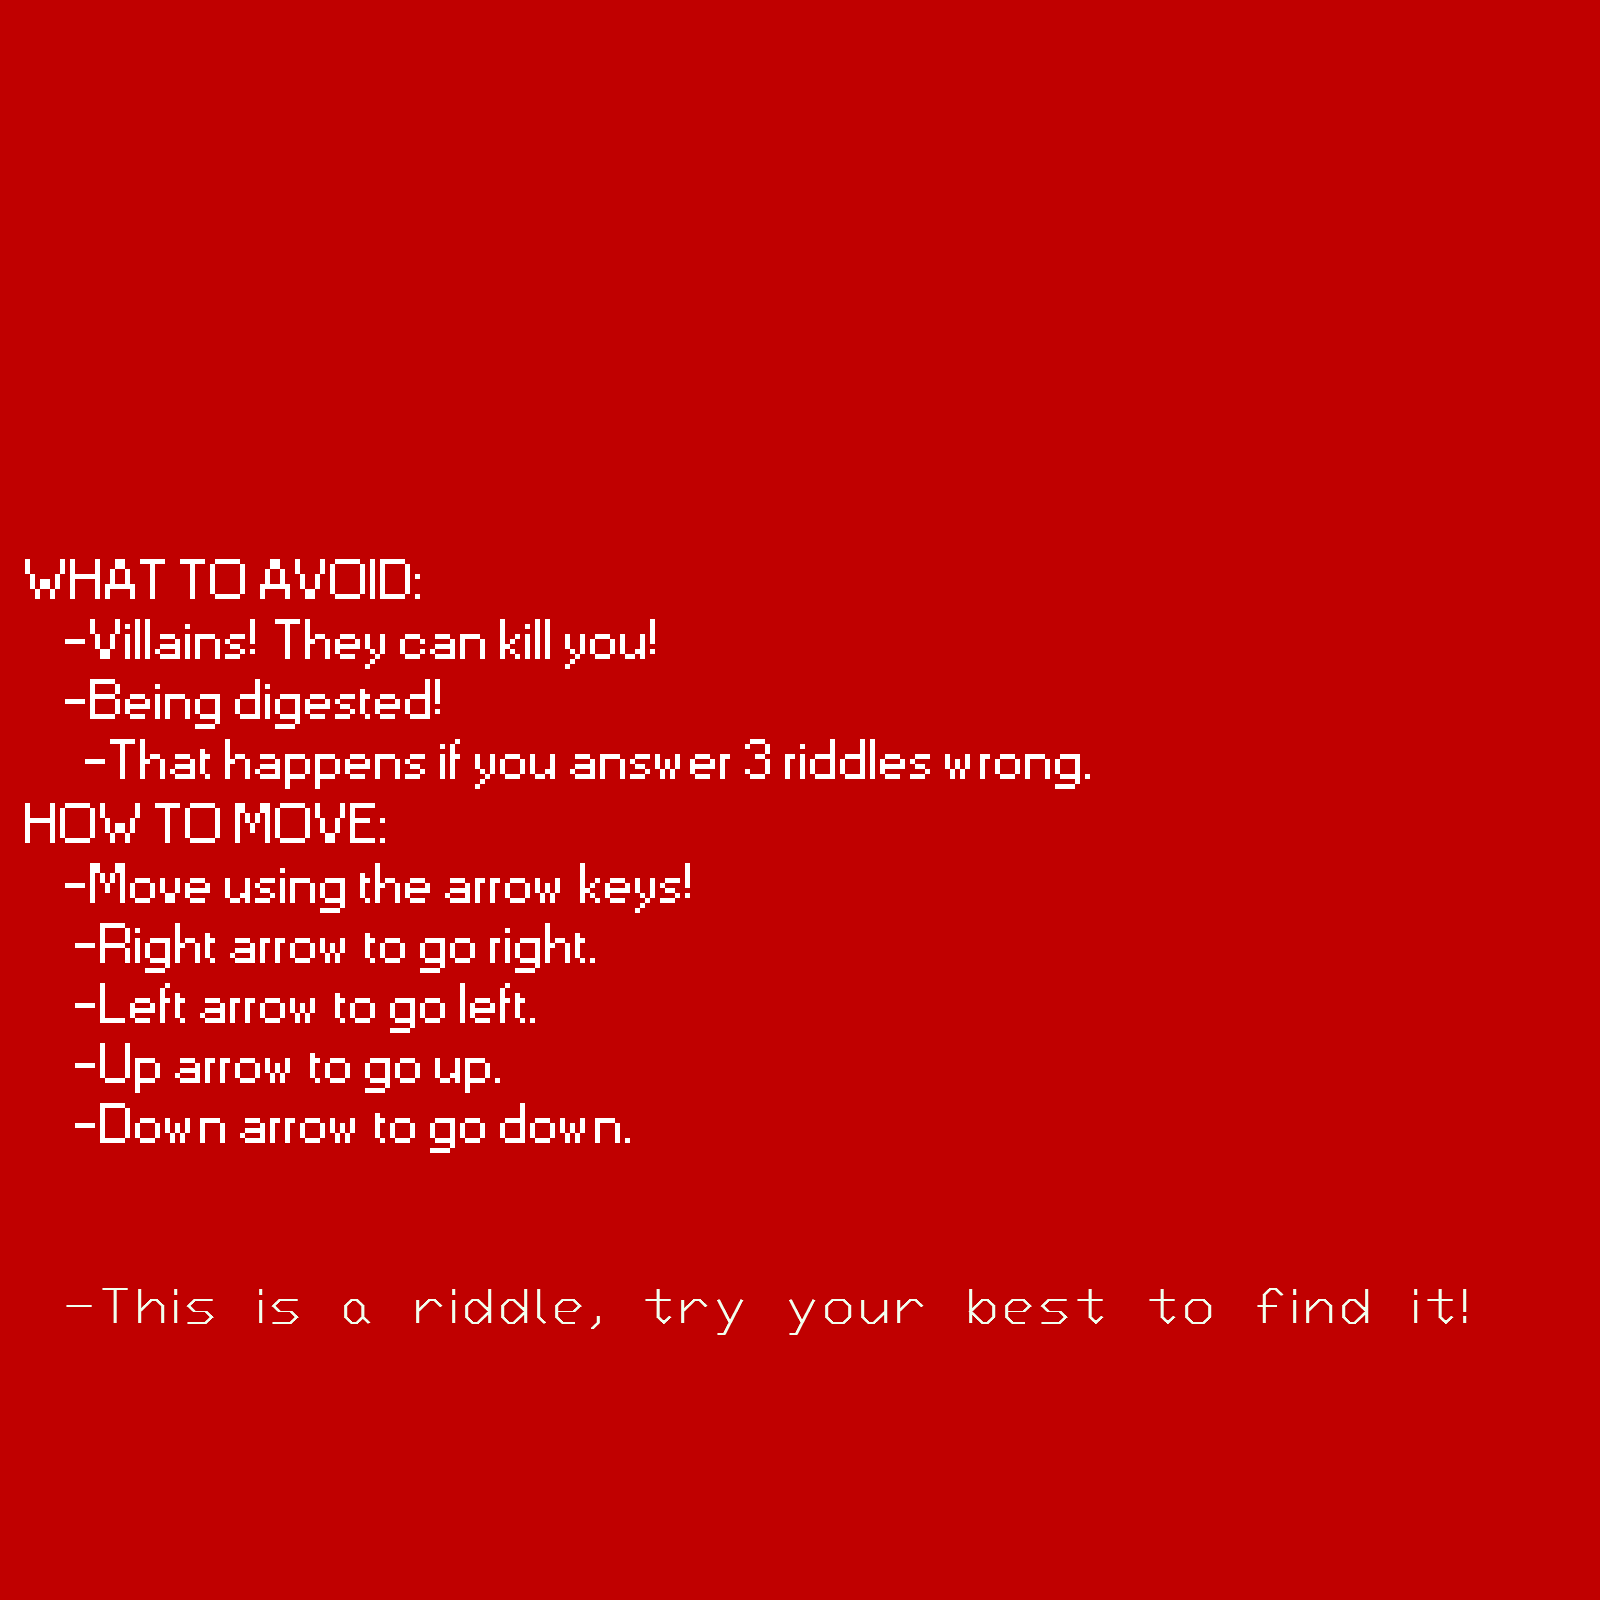 WHAT TO AVOID:
-Villains! They can kill you!
-Being digested!
-That happens if you answer 3 riddles wrong.
HOW TO MOVE:
-Move using the arrow keys!
-Right arrow to go right.
-Left arrow to go left.
-Up arrow to go up.
-Down arrow to go down.
-This is a riddle, try your best to find it!